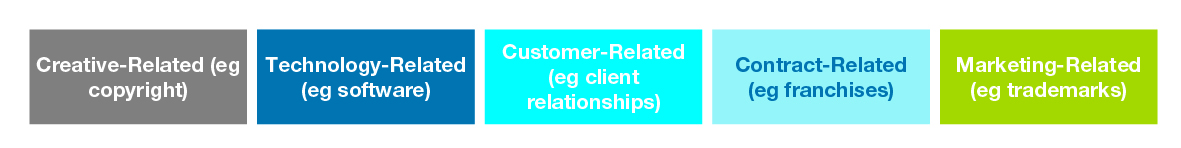 Creative-Related (eg
copyright)
Technology-Related
(eg software)
Customer-Related
(eg client
relationships)
Contract-Related
(eg franchises)
Marketing-Related
(eg trademarks)